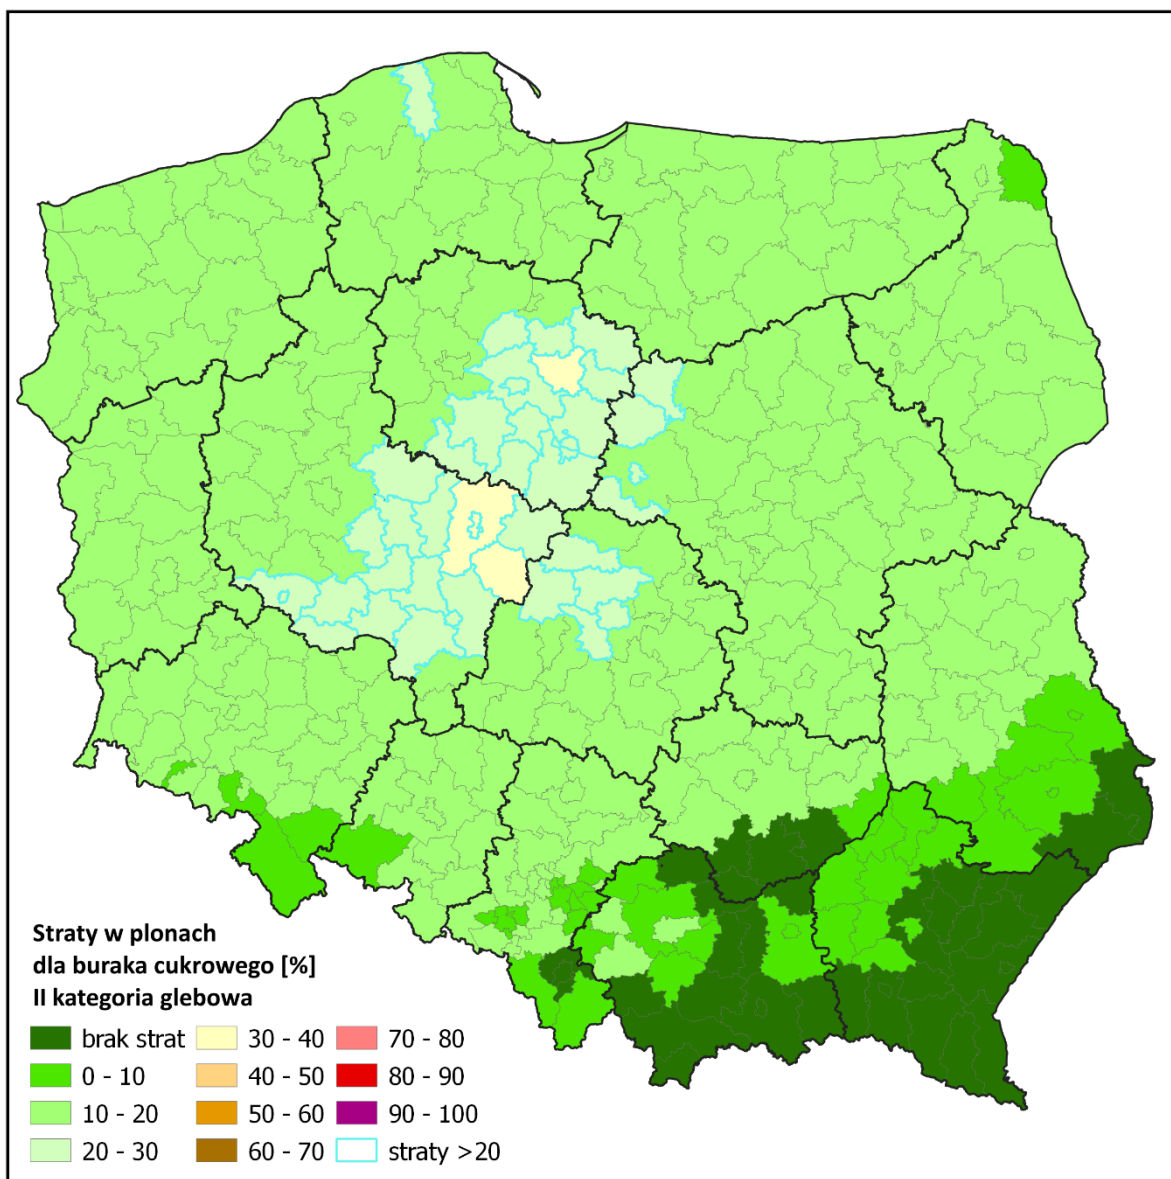 Straty w plonach
dla buraka cukrowego [%]
II kategoria glebowa
brak strat
30 - 40
70 - 80
0 - 10
40 - 50
80 - 90
10 - 20
50 - 60
90 - 100
20 - 30
60 - 70
straty >20